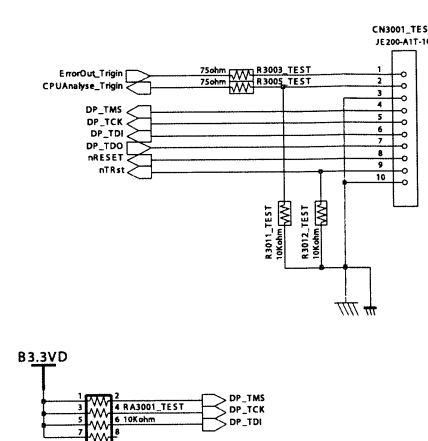 CN3001_TES
JE200-A1T-1
ErrorOut_Trigin 75ohm R3003_TEST 1
CPUAnalyse_Trigin 75ohm R3005_TEST 2
3
DP_TMS 4
DP_TCK 5
DP_TDI 6
DP_TDO 7
nRESET 8
nTRst 9
10
R3011_TEST
10Kohm
R3012_TEST
10Kohm
B3.3VD
1 2 DP_TMS
3 4 RA3001_TEST DP_TCK
5 6 10Kohm DP_TDI
7 8